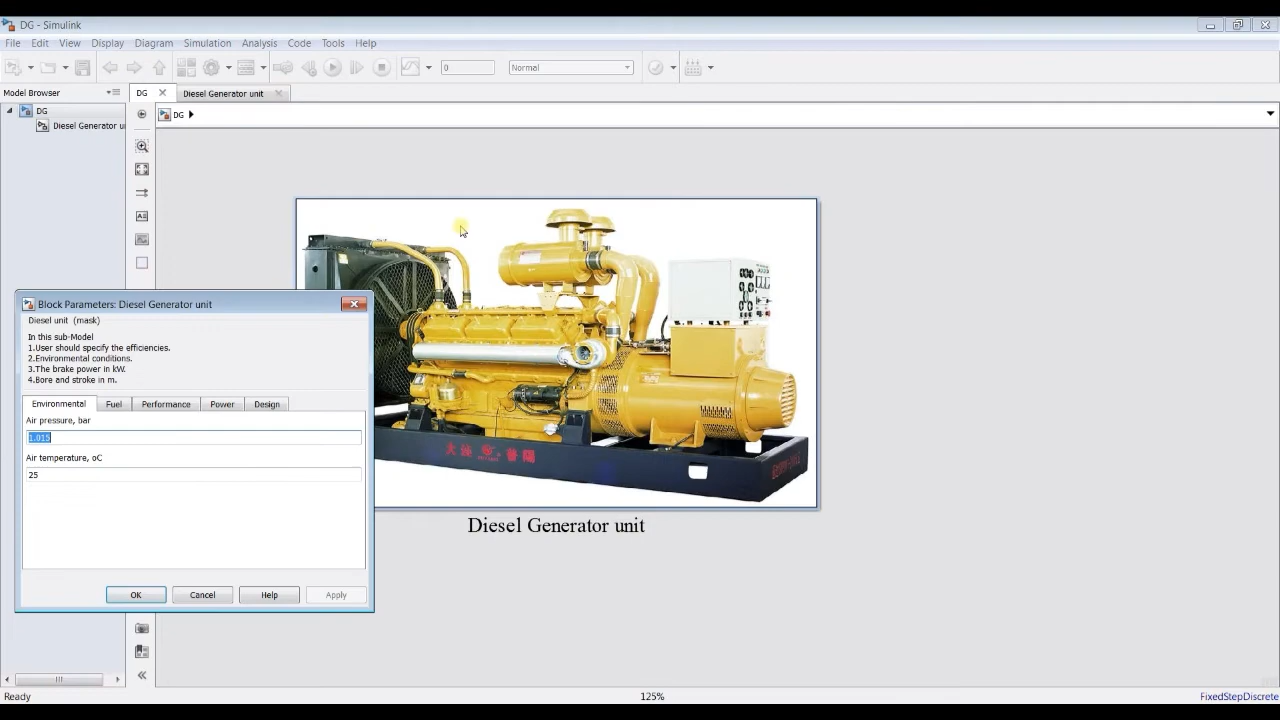 DG - Simulink
File Edit View Display Diagram Simulation Analysis Code Tools Help
0 Normal
Model Browser
DG Diesel Generator unit
DG
Diesel Generator u
DG
Block Parameters: Diesel Generator unit
Diesel unit (mask)
In this sub-Model
1.User should specify the efficiencies.
2.Environmental conditions.
3.The brake power in kW.
4.Bore and stroke in m.
Environmental Fuel Performance Power Design
Air pressure, bar
1.015
Air temperature, oC
25
OK Cancel Help Apply
Diesel Generator unit
Ready 125% FixedStepDiscrete